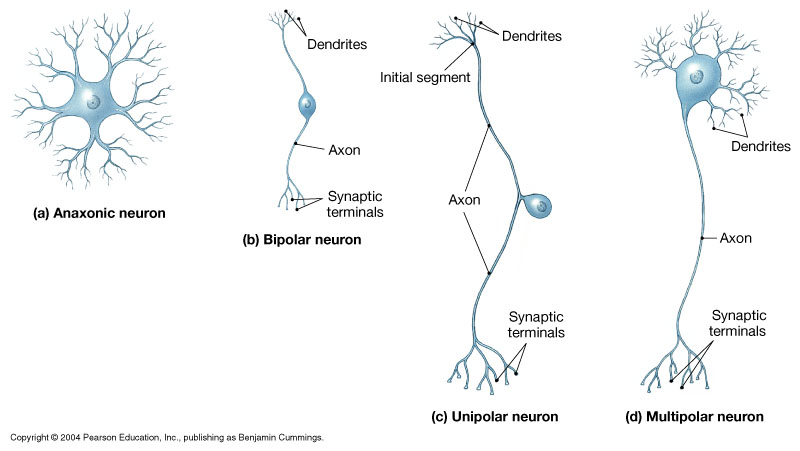 Dendrites
Axon
Synaptic
terminals
(a) Anaxonic neuron
(b) Bipolar neuron
Dendrites
Initial segment
Axon
Synaptic
terminals
(c) Unipolar neuron
Dendrites
Axon
Synaptic
terminals
(d) Multipolar neuron
Copyright © 2004 Pearson Education, Inc., publishing as Benjamin Cummings.